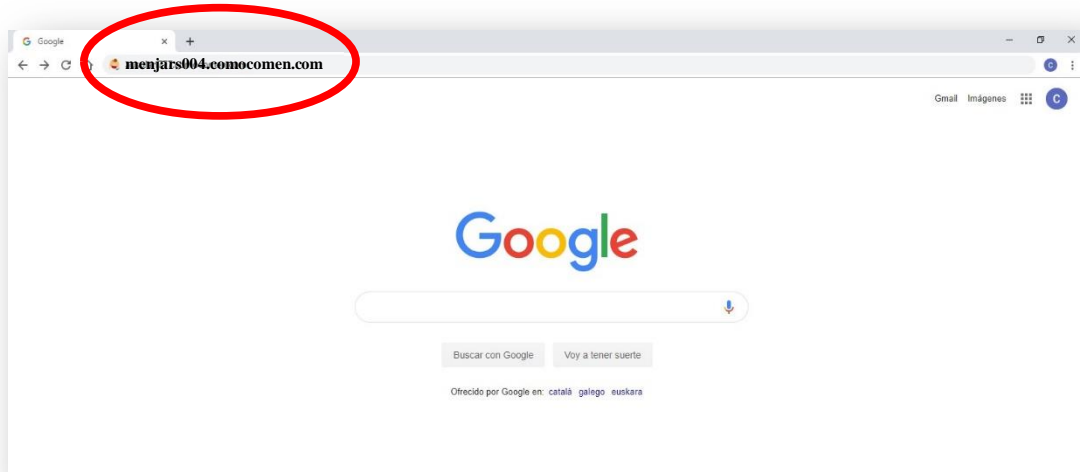 Google
menjars004.comocomen.com
Gmail Imágenes C
Google
Buscar con Google Voy a tener suerte
Ofrecido por Google en: català galego euskara